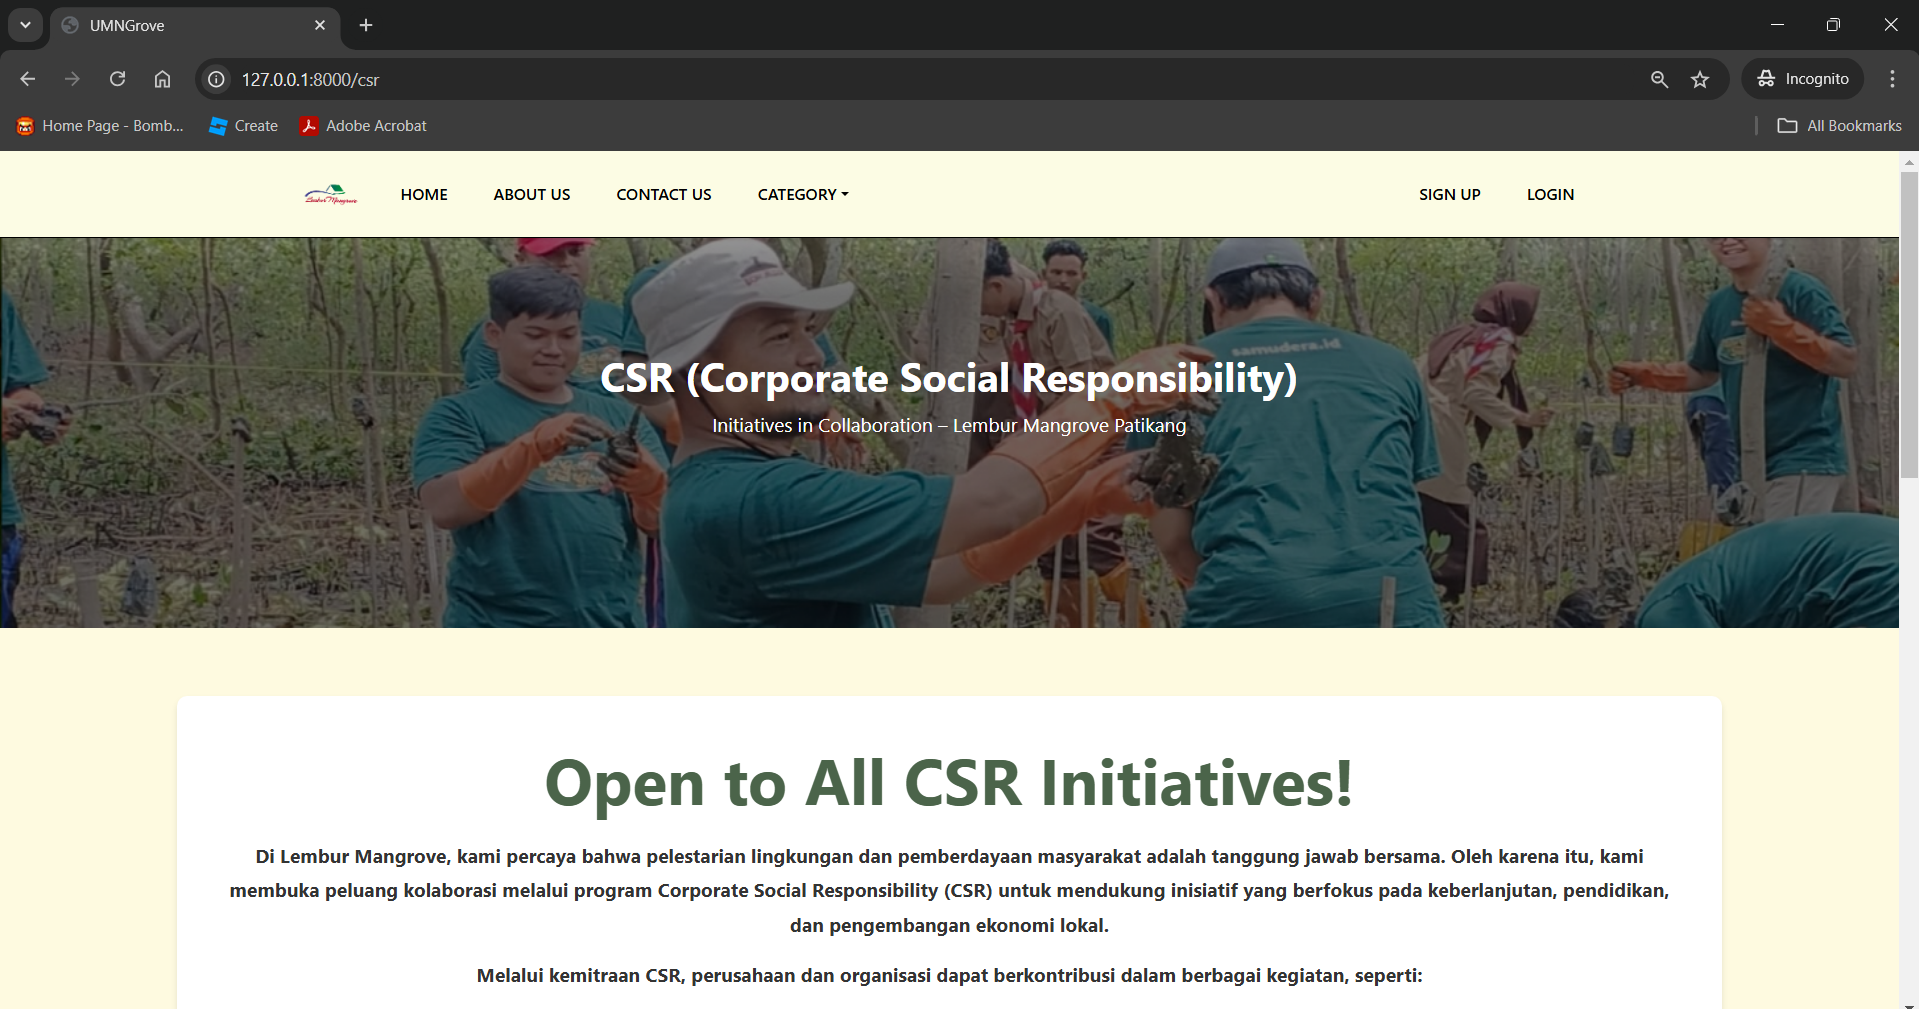 UMNGrove
127.0.0.1:8000/csr
Incognito
Home Page - Bomb...
Create
Adobe Acrobat
All Bookmarks
Lembur Mangrove
HOME
ABOUT US
CONTACT US
CATEGORY
SIGN UP
LOGIN
samudera.id
CSR (Corporate Social Responsibility)
Initiatives in Collaboration – Lembur Mangrove Patikang
Open to All CSR Initiatives!
Di Lembur Mangrove, kami percaya bahwa pelestarian lingkungan dan pemberdayaan masyarakat adalah tanggung jawab bersama. Oleh karena itu, kami
membuka peluang kolaborasi melalui program Corporate Social Responsibility (CSR) untuk mendukung inisiatif yang berfokus pada keberlanjutan, pendidikan,
dan pengembangan ekonomi lokal.
Melalui kemitraan CSR, perusahaan dan organisasi dapat berkontribusi dalam berbagai kegiatan, seperti: